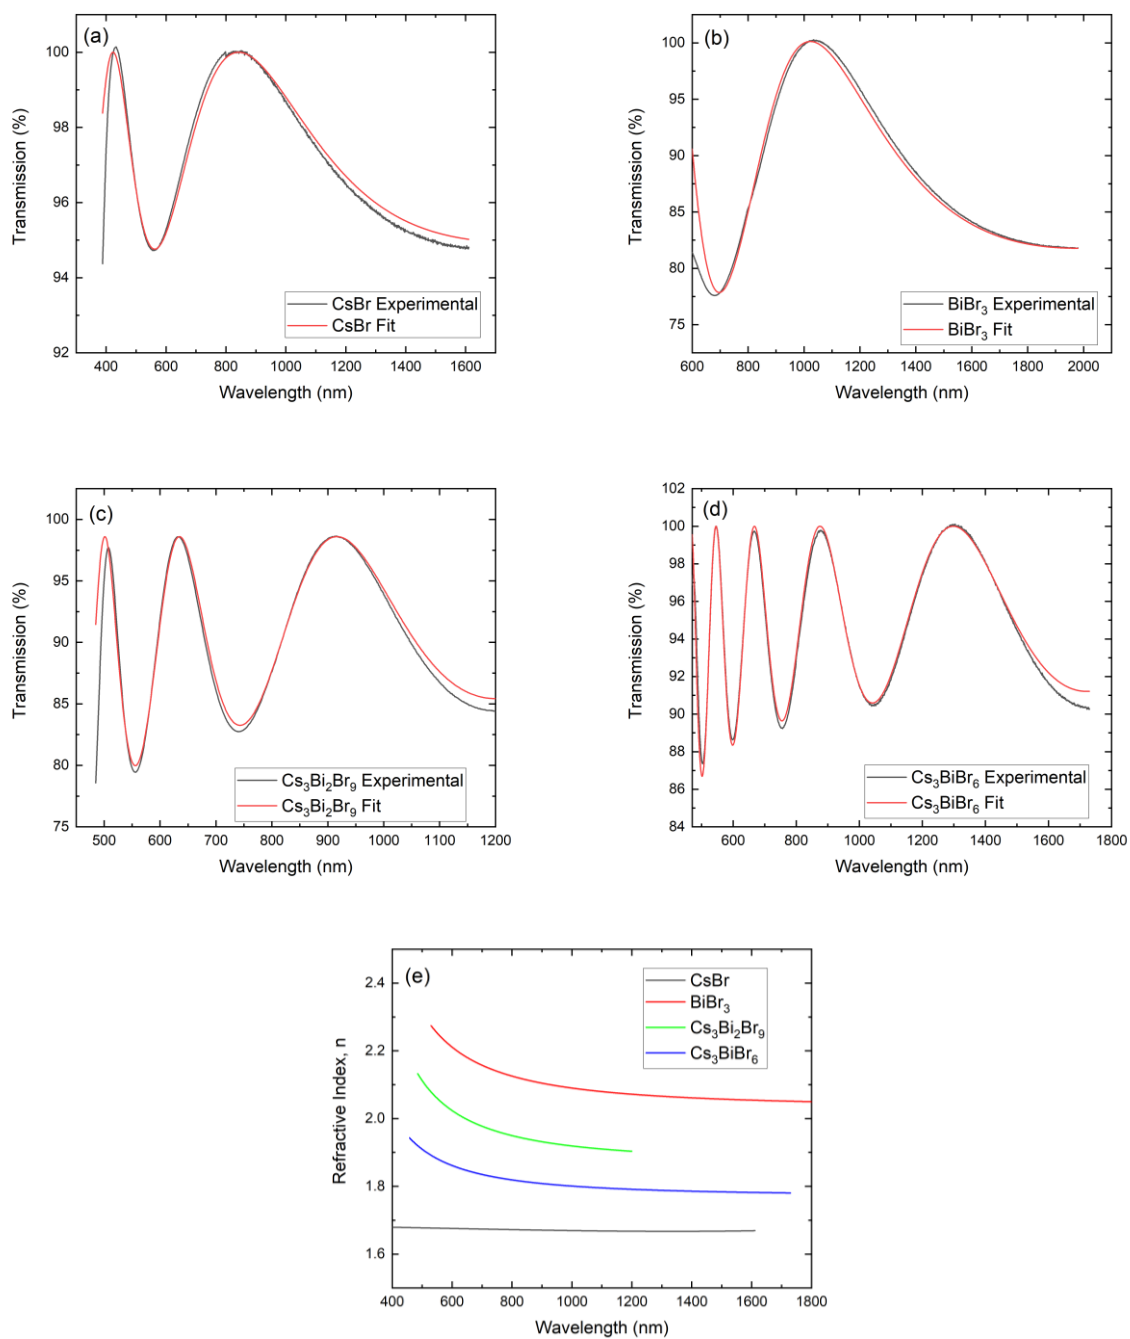 (a)
Transmission (%)
100
98
96
94
92
CsBr Experimental
CsBr Fit
400 600 800 1000 1200 1400 1600
Wavelength (nm)
(b)
Transmission (%)
100
95
90
85
80
75
BiBr₃ Experimental
BiBr₃ Fit
600 800 1000 1200 1400 1600 1800 2000
Wavelength (nm)
(c)
Transmission (%)
100
95
90
85
80
75
Cs₃Bi₂Br₉ Experimental
Cs₃Bi₂Br₉ Fit
500 600 700 800 900 1000 1100 1200
Wavelength (nm)
(d)
Transmission (%)
102
100
98
96
94
92
90
88
86
84
Cs₃BiBr₆ Experimental
Cs₃BiBr₆ Fit
600 800 1000 1200 1400 1600 1800
Wavelength (nm)
(e)
Refractive Index, n
2.4
2.2
2.0
1.8
1.6
CsBr
BiBr₃
Cs₃Bi₂Br₉
Cs₃BiBr₆
400 600 800 1000 1200 1400 1600 1800
Wavelength (nm)